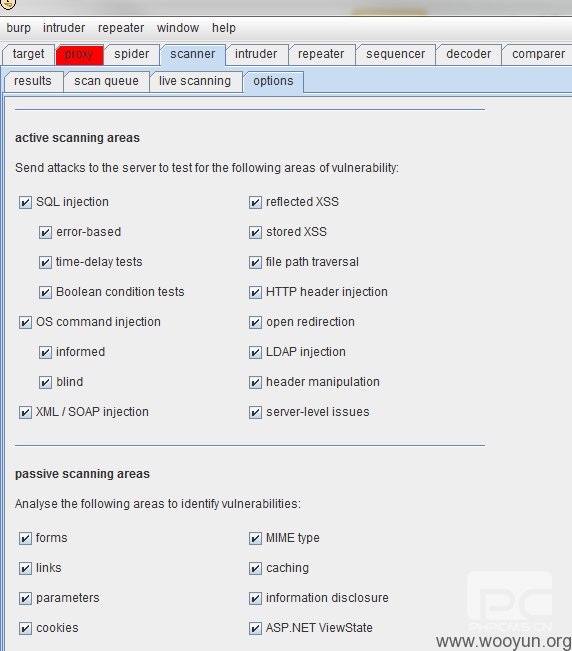 burp intruder repeater window help
target proxy spider scanner intruder repeater sequencer decoder comparer
results scan queue live scanning options
active scanning areas
Send attacks to the server to test for the following areas of vulnerability:
SQL injection reflected XSS
error-based stored XSS
time-delay tests file path traversal
Boolean condition tests HTTP header injection
OS command injection open redirection
informed LDAP injection
blind header manipulation
XML / SOAP injection server-level issues
passive scanning areas
Analyse the following areas to identify vulnerabilities:
forms MIME type
links caching
parameters information disclosure
cookies ASP.NET ViewState
PC
PHPCMS.CN
www.wooyun.org